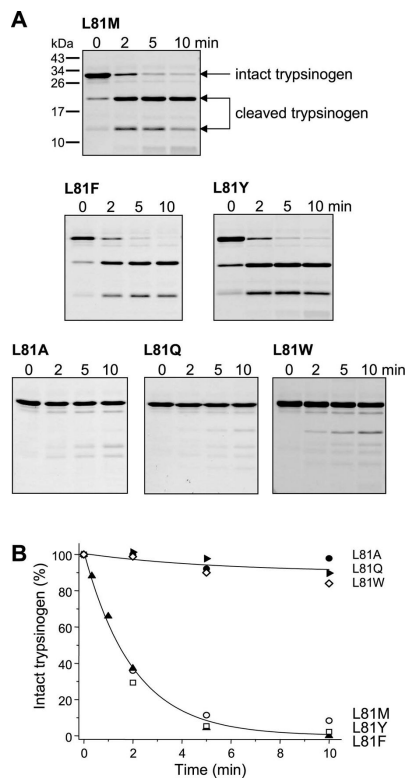 A
L81M
kDa 0 2 5 10 min
43
34
26
17
10
intact trypsinogen
cleaved trypsinogen
L81F L81Y
0 2 5 10 0 2 5 10 min
L81A L81Q L81W
0 2 5 10 0 2 5 10 0 2 5 10 min
B
100
80
60
40
20
0
Intact trypsinogen (%)
L81A
L81Q
L81W
L81M
L81Y
L81F
0 2 4 6 8 10
Time (min)